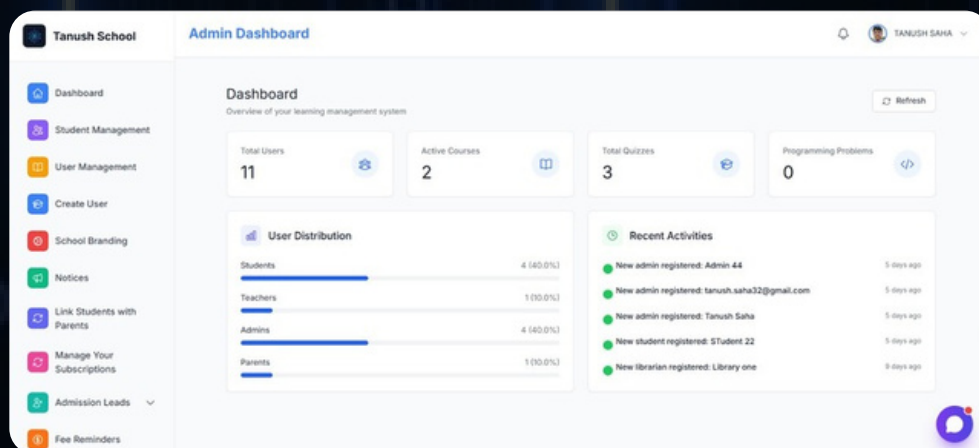 Tanush School
Admin Dashboard
TANUSH SAHA
Dashboard
Student Management
User Management
Create User
School Branding
Notices
Link Students with
Parents
Manage Your
Subscriptions
Admission Leads
Fee Reminders
Dashboard
Overview of your learning management system
Refresh
Total Users
11
Active Courses
2
Total Quizzes
3
Programming Problems
0
User Distribution
Students 4 (40.0%)
Teachers 1 (10.0%)
Admins 4 (40.0%)
Parents 1 (10.0%)
Recent Activities
New admin registered: Admin 44 5 days ago
New admin registered: tanush.saha32@gmail.com 5 days ago
New admin registered: Tanush Saha 5 days ago
New student registered: STudent 22 5 days ago
New librarian registered: Library one 9 days ago